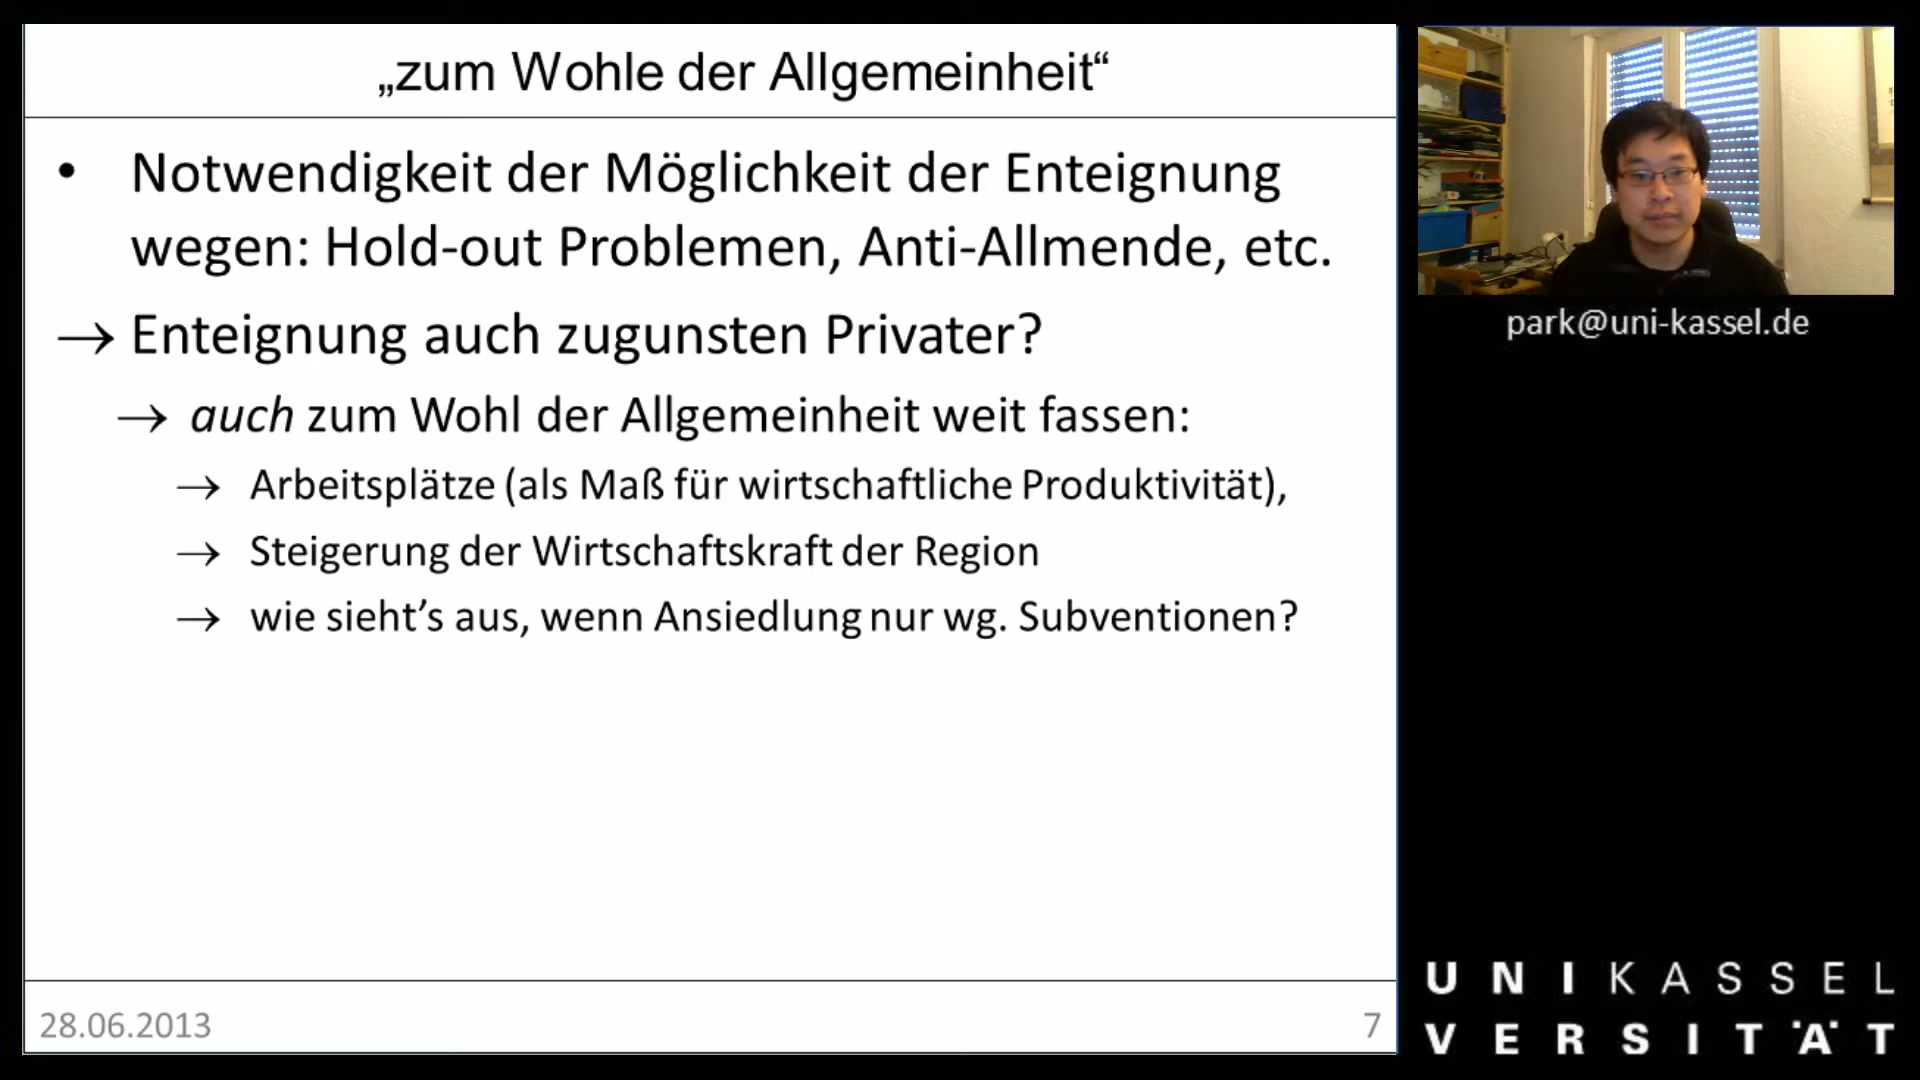 „zum Wohle der Allgemeinheit“
• Notwendigkeit der Möglichkeit der Enteignung
wegen: Hold-out Problemen, Anti-Allmende, etc.
→ Enteignung auch zugunsten Privater?
→ auch zum Wohl der Allgemeinheit weit fassen:
→ Arbeitsplätze (als Maß für wirtschaftliche Produktivität),
→ Steigerung der Wirtschaftskraft der Region
→ wie sieht’s aus, wenn Ansiedlung nur wg. Subventionen?
28.06.2013
7
park@uni-kassel.de
UNIKASSEL
VERSITÄT